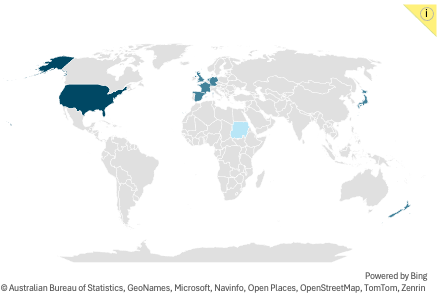 i
Powered by Bing
© Australian Bureau of Statistics, GeoNames, Microsoft, Navinfo, Open Places, OpenStreetMap, TomTom, Zenrin